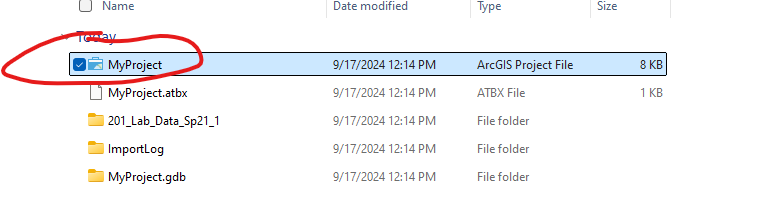 Name Date modified Type Size
Today
MyProject 9/17/2024 12:14 PM ArcGIS Project File 8 KB
MyProject.atbx 9/17/2024 12:14 PM ATBX File 1 KB
201_Lab_Data_Sp21_1 9/17/2024 12:14 PM File folder
ImportLog 9/17/2024 12:14 PM File folder
MyProject.gdb 9/17/2024 12:14 PM File folder